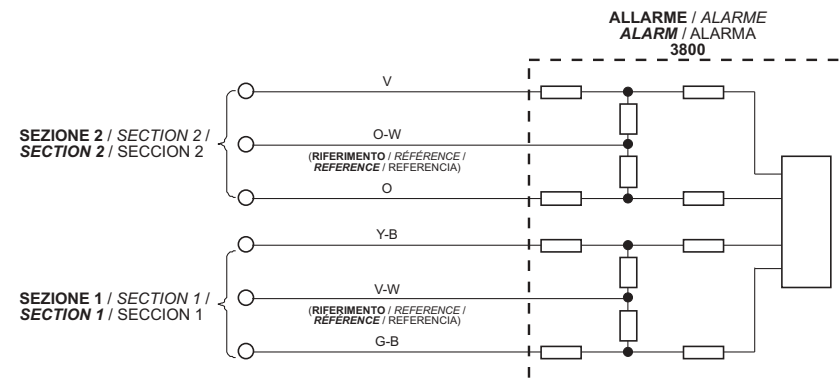 ALLARME / ALARME
ALARM / ALARMA
3800
V
SEZIONE 2 / SECTION 2 /
SECTION 2 / SECCION 2
O-W
(RIFERIMENTO / RÉFÉRENCE /
REFERENCE / REFERENCIA)
O
Y-B
SEZIONE 1 / SECTION 1 /
SECTION 1 / SECCION 1
V-W
(RIFERIMENTO / REFERENCE /
RÉFÉRENCE / REFERENCIA)
G-B